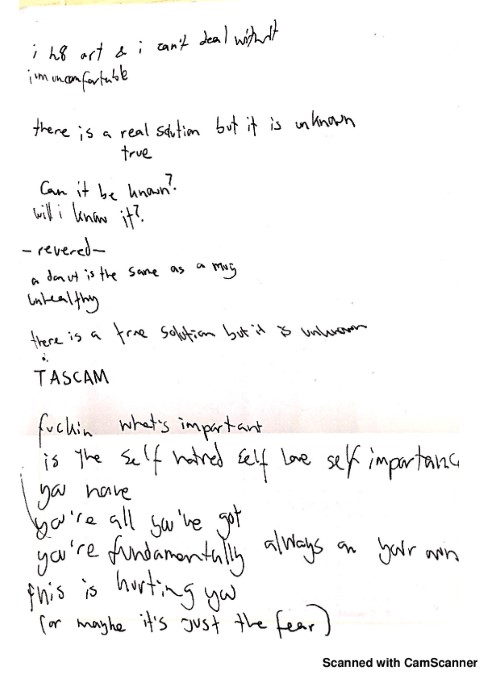 i h8 art & i can't deal with it
i'm uncomfortable
there is a real solution but it is unknown
true
Can it be known?
will i know it?
- revered -
a donut is the same as a mug
unhealthy
there is a true solution but it is unknown
TASCAM
fuckin what's important
is the self hatred self love self importance
you have
you're all you've got
you're fundamentally always on your own
this is hurting you
(or maybe it's just the fear)
Scanned with CamScanner